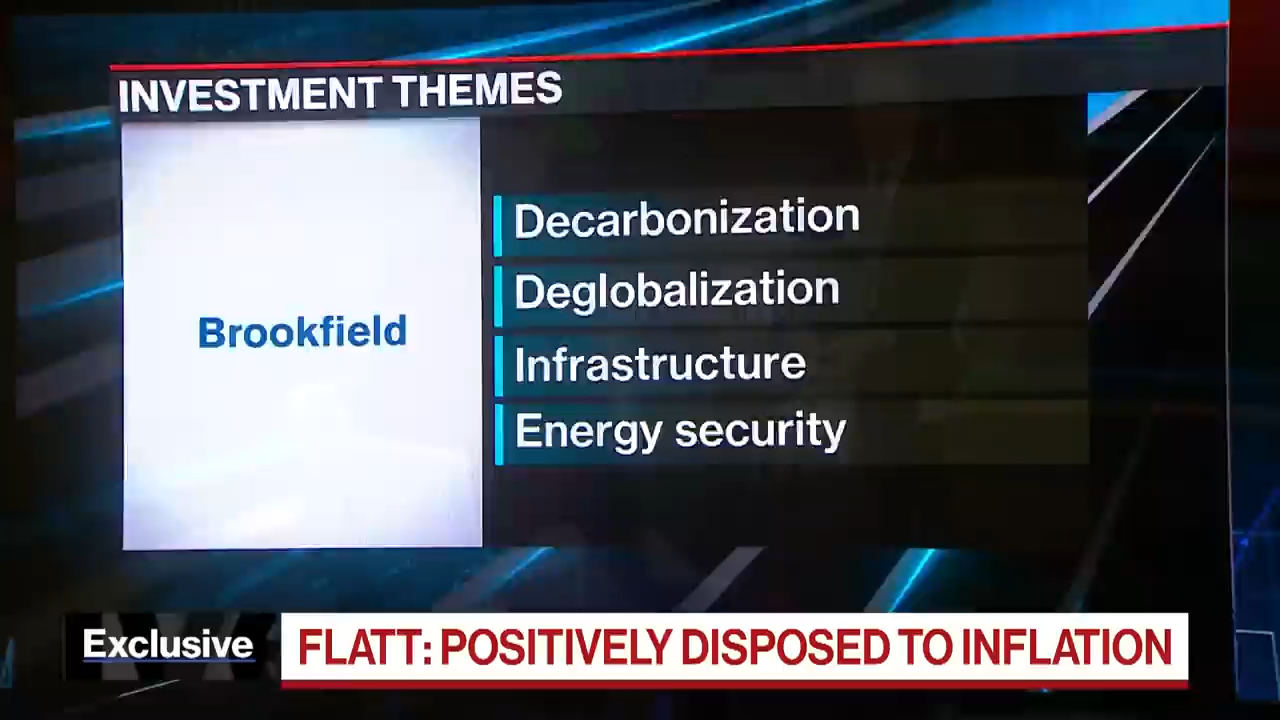 INVESTMENT THEMES
Brookfield
Decarbonization
Deglobalization
Infrastructure
Energy security
Exclusive
FLATT: POSITIVELY DISPOSED TO INFLATION